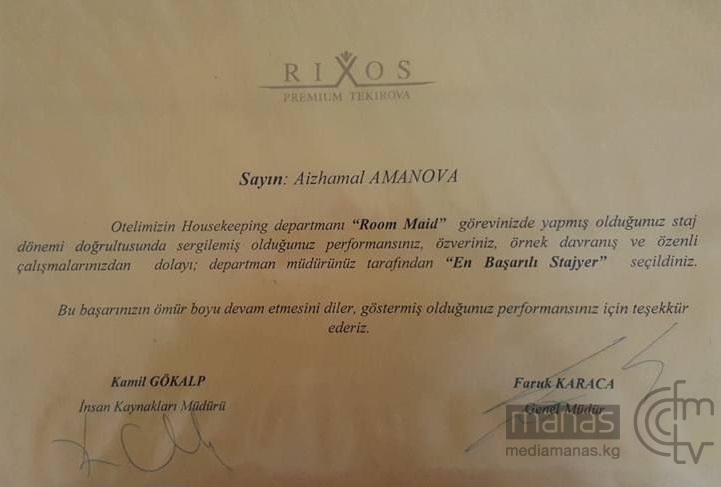 RIXOS
PREMIUM TEKIROVA
Sayın: Aizhamal AMANOVA
Otelimizin Housekeeping departmanı “Room Maid” görevinizde yapmış olduğunuz staj
dönemi doğrultusunda sergilemiş olduğunuz performansınız, özveriniz, örnek davranış ve özenli
çalışmalarınızdan dolayı; departman müdürünüz tarafından “En Başarılı Stajyer” seçildiniz.
Bu başarınızın ömür boyu devam etmesini diler, göstermiş olduğunuz performansınız için teşekkür
ederiz.
Kamil GÖKALP
İnsan Kaynakları Müdürü
Faruk KARACA
Genel Müdür
manas
mediamanas.kg
fm
tv